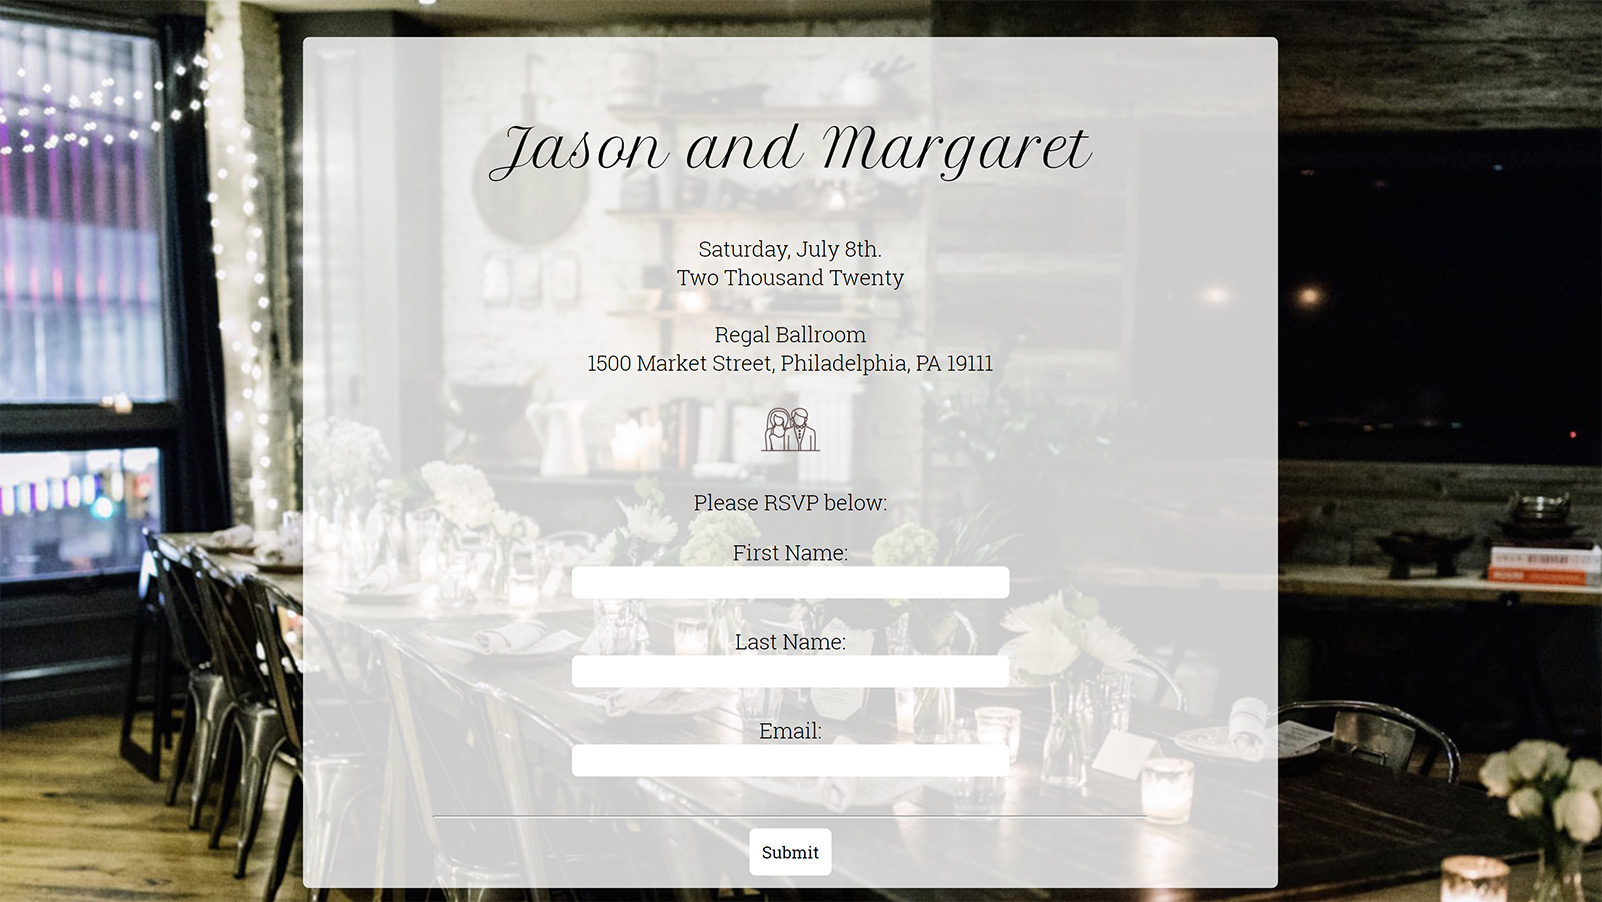 Jason and Margaret
Saturday, July 8th.
Two Thousand Twenty
Regal Ballroom
1500 Market Street, Philadelphia, PA 19111
Please RSVP below:
First Name:
Last Name:
Email:
Submit